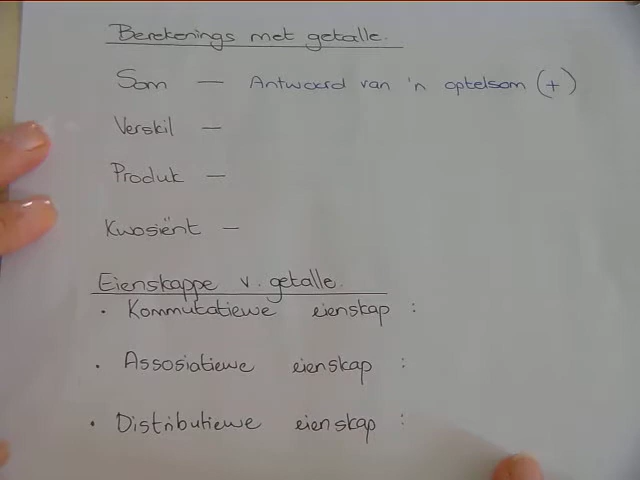 Berekenings met getalle.
Som — Antwoord van 'n optelsom (+)
Verskil —
Produk —
Kwosiënt —
Eienskappe v. getalle.
• Kommutatiewe eienskap :
• Assosiatiewe eienskap :
• Distributiewe eienskap :